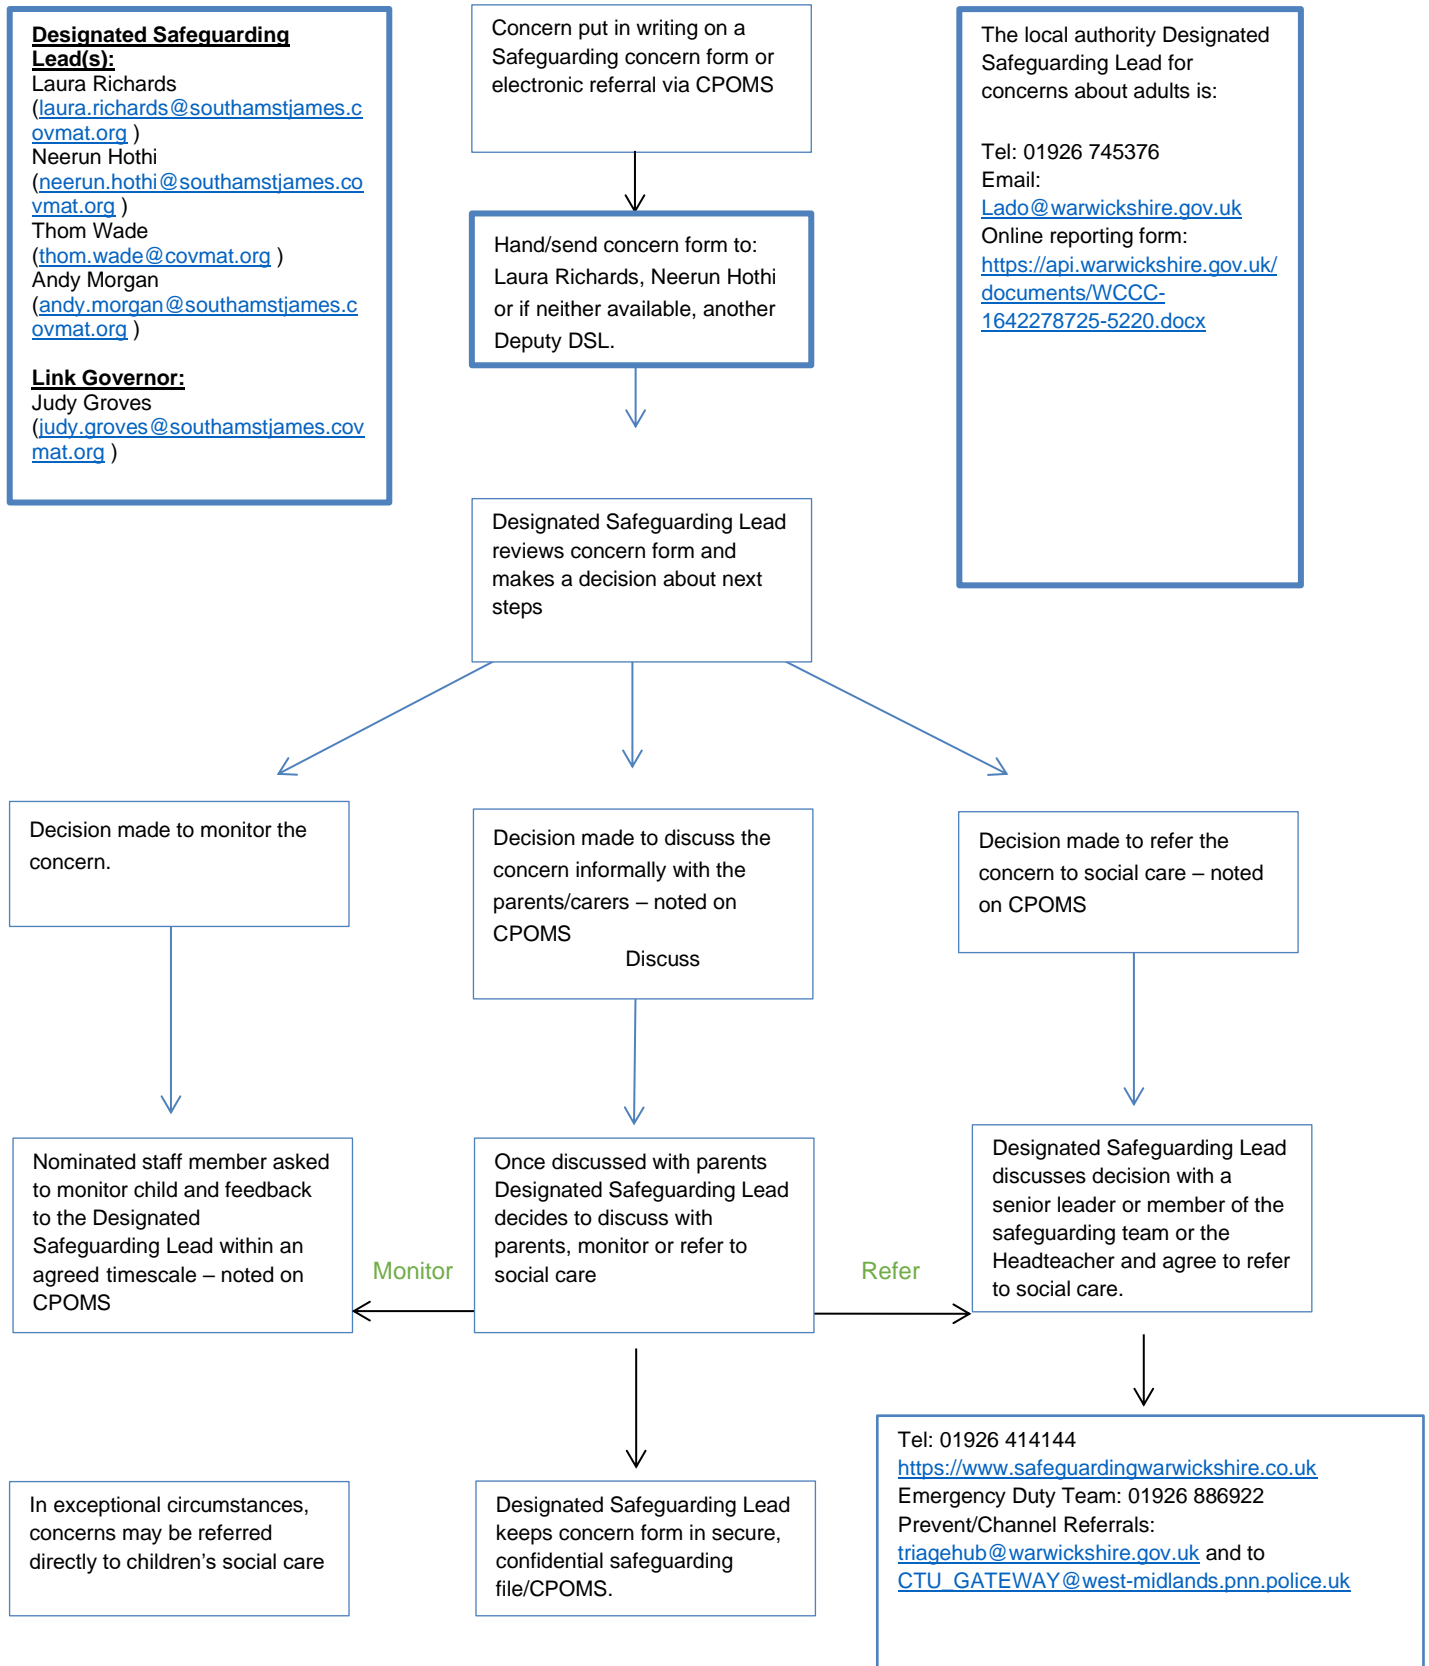 Designated Safeguarding
Lead(s):
Laura Richards
(laura.richards@southamstjames.c
ovmat.org )
Neerun Hothi
(neerun.hothi@southamstjames.co
vmat.org )
Thom Wade
(thom.wade@covmat.org )
Andy Morgan
(andy.morgan@southamstjames.c
ovmat.org )
Link Governor:
Judy Groves
(judy.groves@southamstjames.cov
mat.org )
Concern put in writing on a
Safeguarding concern form or
electronic referral via CPOMS
Hand/send concern form to:
Laura Richards, Neerun Hothi
or if neither available, another
Deputy DSL.
The local authority Designated
Safeguarding Lead for
concerns about adults is:
Tel: 01926 745376
Email:
Lado@warwickshire.gov.uk
Online reporting form:
https://api.warwickshire.gov.uk/
documents/WCCC-
1642278725-5220.docx
Designated Safeguarding Lead
reviews concern form and
makes a decision about next
steps
Decision made to monitor the
concern.
Decision made to discuss the
concern informally with the
parents/carers – noted on
CPOMS
Discuss
Decision made to refer the
concern to social care – noted
on CPOMS
Nominated staff member asked
to monitor child and feedback
to the Designated
Safeguarding Lead within an
agreed timescale – noted on
CPOMS
Monitor
Once discussed with parents
Designated Safeguarding Lead
decides to discuss with
parents, monitor or refer to
social care
Refer
Designated Safeguarding Lead
discusses decision with a
senior leader or member of the
safeguarding team or the
Headteacher and agree to refer
to social care.
In exceptional circumstances,
concerns may be referred
directly to children's social care
Designated Safeguarding Lead
keeps concern form in secure,
confidential safeguarding
file/CPOMS.
Tel: 01926 414144
https://www.safeguardingwarwickshire.co.uk
Emergency Duty Team: 01926 886922
Prevent/Channel Referrals:
triagehub@warwickshire.gov.uk and to
CTU_GATEWAY@west-midlands.pnn.police.uk